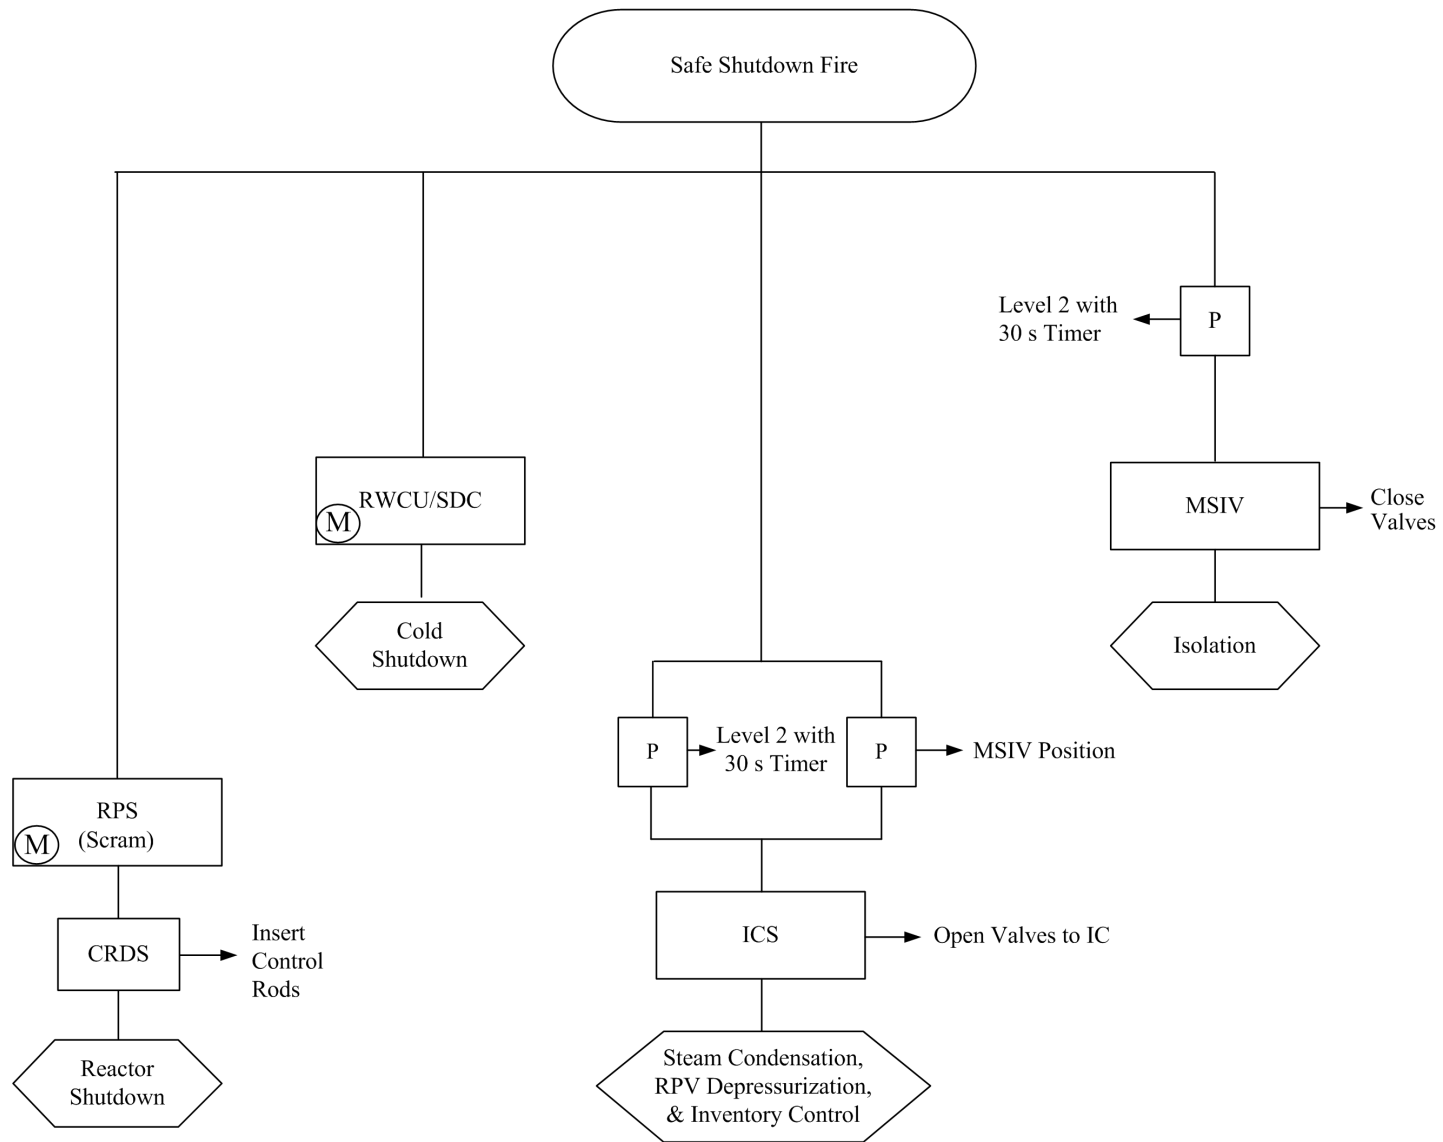 Safe Shutdown Fire
Level 2 with
30 s Timer
P
RWCU/SDC
M
MSIV
Close
Valves
Cold
Shutdown
Isolation
P
Level 2 with
30 s Timer
P
MSIV Position
RPS
(Scram)
M
ICS
Open Valves to IC
CRDS
Insert
Control
Rods
Reactor
Shutdown
Steam Condensation,
RPV Depressurization,
& Inventory Control